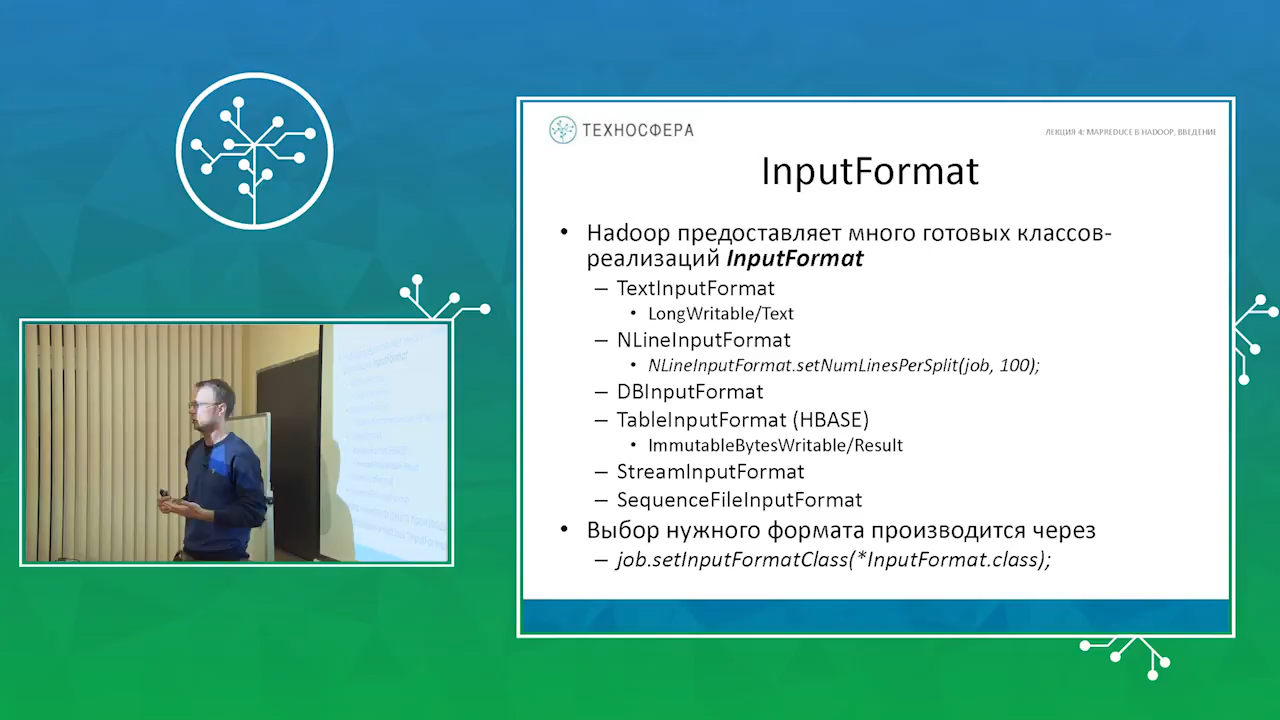 ТЕХНОСФЕРА
ЛЕКЦИЯ 4: MAPREDUCE В HADOOP, ВВЕДЕНИЕ
InputFormat
• Hadoop предоставляет много готовых классов-
реализаций InputFormat
– TextInputFormat
• LongWritable/Text
– NLineInputFormat
• NLineInputFormat.setNumLinesPerSplit(job, 100);
– DBInputFormat
– TableInputFormat (HBASE)
• ImmutableBytesWritable/Result
– StreamInputFormat
– SequenceFileInputFormat
• Выбор нужного формата производится через
– job.setInputFormatClass(*InputFormat.class);